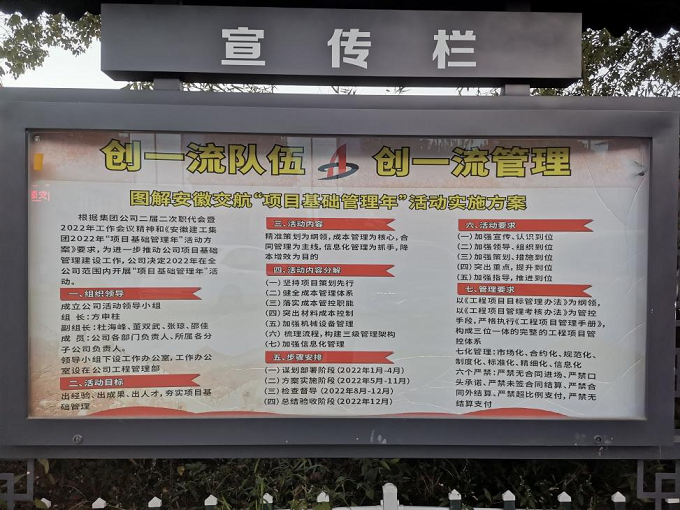 宣传栏
创一流队伍 创一流管理
图解安徽交航“项目基础管理年”活动实施方案
根据集团公司二届二次职代会暨
2022年工作会议精神和《安徽建工集
团2022年“项目基础管理年”活动方
案》要求，为进一步推动公司项目基础
管理建设工作，公司决定2022年在全
公司范围内开展“项目基础管理年”活
动。
一、组织领导
成立公司活动领导小组
组 长：方申柱
副组长：杜海峰、董双武、张琼、邵佳
成 员：公司各部门负责人、所属各分
子公司负责人。
领导小组下设工作办公室，工作办公
室设在公司工程管理部
二、活动目标
出经验、出成果、出人才，夯实项目基
础管理
三、活动内容
精准策划为纲领，成本管理为核心，合
同管理为主线，信息化管理为抓手，降
本增效为目的
四、活动内容分解
(一)坚持项目策划先行
(二)健全成本管理体系
(三)落实成本管控职能
(四)突出材料成本控制
(五)加强机械设备管理
(六)梳理流程，构建三级管理架构
(七)加强信息化管理
五、步骤安排
(一)谋划部署阶段(2022年1月-4月)
(二)方案实施阶段(2022年5月-11月)
(三)检查督导(2022年8月-12月)
(四)总结验收阶段(2022年12月)
六、活动要求
(一)加强宣传、认识到位
(二)加强领导、组织到位
(三)加强策划、措施到位
(四)突出重点，提升到位
(五)加强指导，推进到位
七、管理要求
以《工程项目目标管理办法》为纲领，
以《工程项目管理考核办法》为管控
手段，严格执行《工程项目管理手册》，
构成三位一体的完整的工程项目管
控体系
七化管理：市场化、合约化、规范化、
制度化、标准化、精细化、信息化
六个严禁：严禁无合同进场，严禁口
头承诺，严禁未签合同结算，严禁合
同外结算，严禁超比例支付，严禁无
结算支付